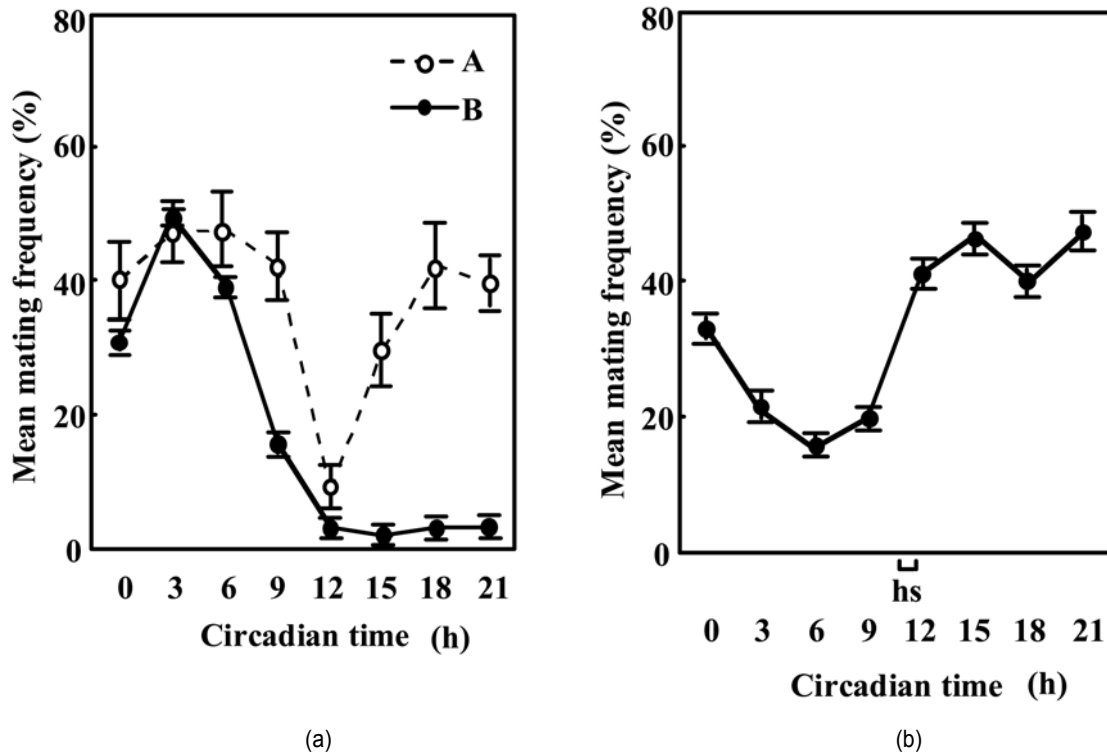 80
60
40
20
0
Mean mating frequency (%)
A
B
0 3 6 9 12 15 18 21
Circadian time (h)
(a)
80
60
40
20
0
Mean mating frequency (%)
hs
0 3 6 9 12 15 18 21
Circadian time (h)
(b)